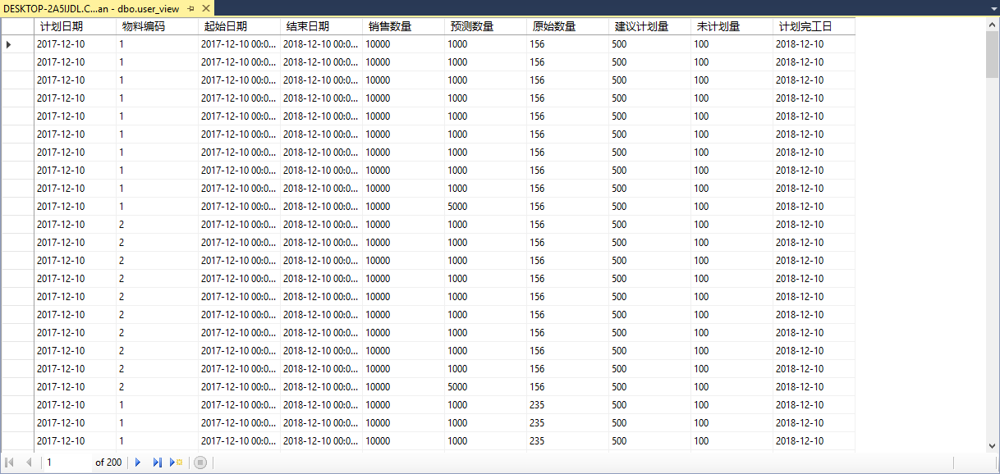 DESKTOP-2A5IJDL.C...an - dbo.user_view
计划日期 物料编码 起始日期 结束日期 销售数量 预测数量 原始数量 建议计划量 未计划量 计划完工日
2017-12-10 1 2017-12-10 00:0... 2018-12-10 00:0... 10000 1000 156 500 100 2018-12-10
2017-12-10 1 2017-12-10 00:0... 2018-12-10 00:0... 10000 1000 156 500 100 2018-12-10
2017-12-10 1 2017-12-10 00:0... 2018-12-10 00:0... 10000 1000 156 500 100 2018-12-10
2017-12-10 1 2017-12-10 00:0... 2018-12-10 00:0... 10000 1000 156 500 100 2018-12-10
2017-12-10 1 2017-12-10 00:0... 2018-12-10 00:0... 10000 1000 156 500 100 2018-12-10
2017-12-10 1 2017-12-10 00:0... 2018-12-10 00:0... 10000 1000 156 500 100 2018-12-10
2017-12-10 1 2017-12-10 00:0... 2018-12-10 00:0... 10000 1000 156 500 100 2018-12-10
2017-12-10 1 2017-12-10 00:0... 2018-12-10 00:0... 10000 1000 156 500 100 2018-12-10
2017-12-10 1 2017-12-10 00:0... 2018-12-10 00:0... 10000 1000 156 500 100 2018-12-10
2017-12-10 1 2017-12-10 00:0... 2018-12-10 00:0... 10000 5000 156 500 100 2018-12-10
2017-12-10 2 2017-12-10 00:0... 2018-12-10 00:0... 10000 1000 156 500 100 2018-12-10
2017-12-10 2 2017-12-10 00:0... 2018-12-10 00:0... 10000 1000 156 500 100 2018-12-10
2017-12-10 2 2017-12-10 00:0... 2018-12-10 00:0... 10000 1000 156 500 100 2018-12-10
2017-12-10 2 2017-12-10 00:0... 2018-12-10 00:0... 10000 1000 156 500 100 2018-12-10
2017-12-10 2 2017-12-10 00:0... 2018-12-10 00:0... 10000 1000 156 500 100 2018-12-10
2017-12-10 2 2017-12-10 00:0... 2018-12-10 00:0... 10000 1000 156 500 100 2018-12-10
2017-12-10 2 2017-12-10 00:0... 2018-12-10 00:0... 10000 1000 156 500 100 2018-12-10
2017-12-10 2 2017-12-10 00:0... 2018-12-10 00:0... 10000 1000 156 500 100 2018-12-10
2017-12-10 2 2017-12-10 00:0... 2018-12-10 00:0... 10000 1000 156 500 100 2018-12-10
2017-12-10 2 2017-12-10 00:0... 2018-12-10 00:0... 10000 5000 156 500 100 2018-12-10
2017-12-10 1 2017-12-10 00:0... 2018-12-10 00:0... 10000 1000 235 500 100 2018-12-10
2017-12-10 1 2017-12-10 00:0... 2018-12-10 00:0... 10000 1000 235 500 100 2018-12-10
2017-12-10 1 2017-12-10 00:0... 2018-12-10 00:0... 10000 1000 235 500 100 2018-12-10
1 of 200